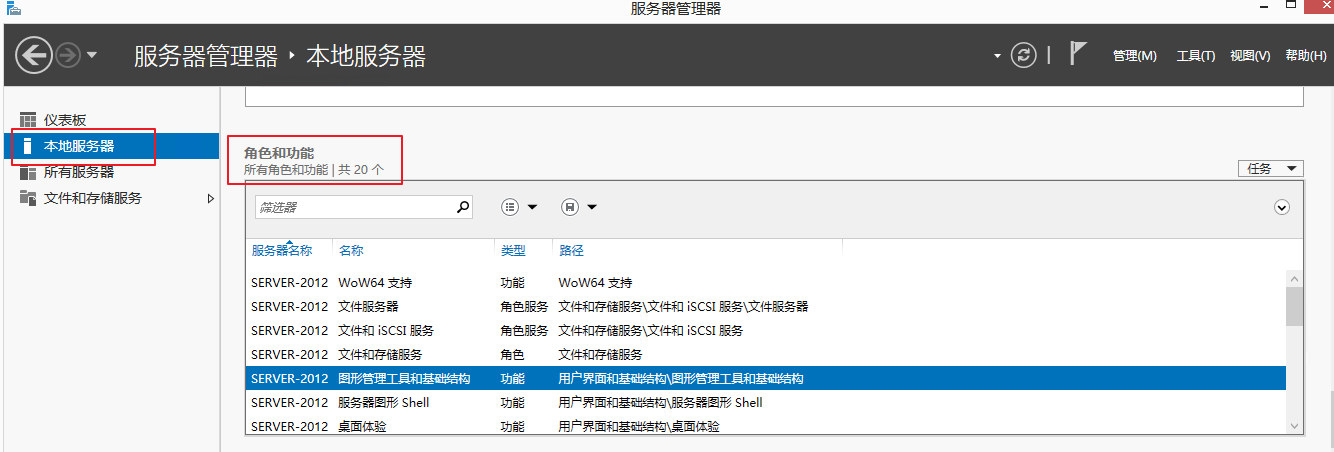 服务器管理器
服务器管理器 · 本地服务器
管理(M) 工具(T) 视图(V) 帮助(H)
仪表板
本地服务器
所有服务器
文件和存储服务
角色和功能
所有角色和功能 | 共 20 个
任务
筛选器
服务器名称 名称 类型 路径
SERVER-2012 WoW64 支持 功能 WoW64 支持
SERVER-2012 文件服务器 角色服务 文件和存储服务\文件和 iSCSI 服务\文件服务器
SERVER-2012 文件和 iSCSI 服务 角色服务 文件和存储服务\文件和 iSCSI 服务
SERVER-2012 文件和存储服务 角色 文件和存储服务
SERVER-2012 图形管理工具和基础结构 功能 用户界面和基础结构\图形管理工具和基础结构
SERVER-2012 服务器图形 Shell 功能 用户界面和基础结构\服务器图形 Shell
SERVER-2012 桌面体验 功能 用户界面和基础结构\桌面体验